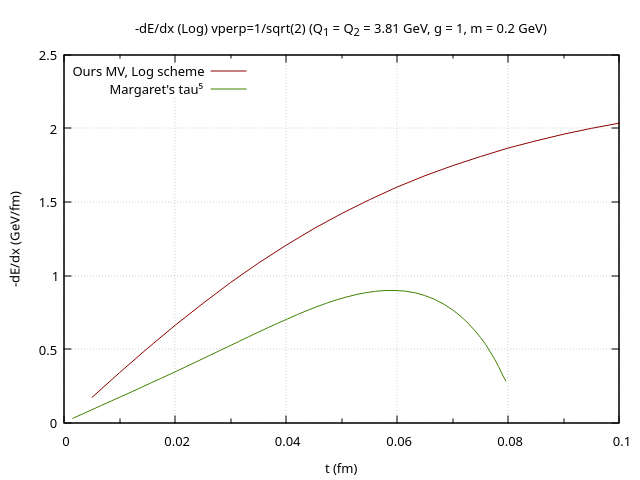 -dE/dx (Log) vperp=1/sqrt(2) (Q1 = Q2 = 3.81 GeV, g = 1, m = 0.2 GeV)
2.5
Ours MV, Log scheme
Margaret's tau⁵
2
1.5
-dE/dx (GeV/fm)
1
0.5
0
0 0.02 0.04 0.06 0.08 0.1
t (fm)